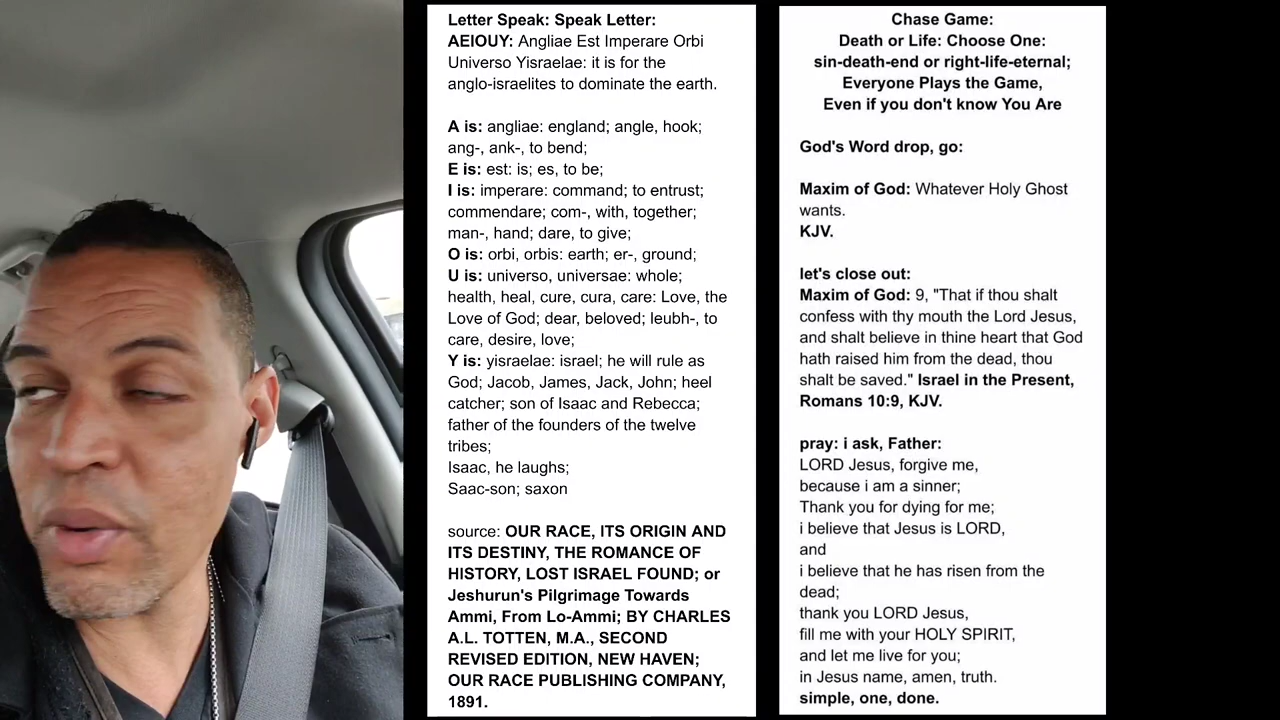 Letter Speak: Speak Letter:
AEIOUY: Angliae Est Imperare Orbi
Universo Yisraelae: it is for the
anglo-israelites to dominate the earth.
A is: angliae: england; angle, hook;
ang-, ank-, to bend;
E is: est: is; es, to be;
I is: imperare: command; to entrust;
commendare; com-, with, together;
man-, hand; dare, to give;
O is: orbi, orbis: earth; er-, ground;
U is: universo, universae: whole;
health, heal, cure, cura, care: Love, the
Love of God; dear, beloved; leubh-, to
care, desire, love;
Y is: yisraelae: israel; he will rule as
God; Jacob, James, Jack, John; heel
catcher; son of Isaac and Rebecca;
father of the founders of the twelve
tribes;
Isaac, he laughs;
Saac-son; saxon
source: OUR RACE, ITS ORIGIN AND
ITS DESTINY, THE ROMANCE OF
HISTORY, LOST ISRAEL FOUND; or
Jeshurun's Pilgrimage Towards
Ammi, From Lo-Ammi; BY CHARLES
A.L. TOTTEN, M.A., SECOND
REVISED EDITION, NEW HAVEN;
OUR RACE PUBLISHING COMPANY,
1891.
Chase Game:
Death or Life: Choose One:
sin-death-end or right-life-eternal;
Everyone Plays the Game,
Even if you don't know You Are
God's Word drop, go:
Maxim of God: Whatever Holy Ghost
wants.
KJV.
let's close out:
Maxim of God: 9, "That if thou shalt
confess with thy mouth the Lord Jesus,
and shalt believe in thine heart that God
hath raised him from the dead, thou
shalt be saved." Israel in the Present,
Romans 10:9, KJV.
pray: i ask, Father:
LORD Jesus, forgive me,
because i am a sinner;
Thank you for dying for me;
i believe that Jesus is LORD,
and
i believe that he has risen from the
dead;
thank you LORD Jesus,
fill me with your HOLY SPIRIT,
and let me live for you;
in Jesus name, amen, truth.
simple, one, done.